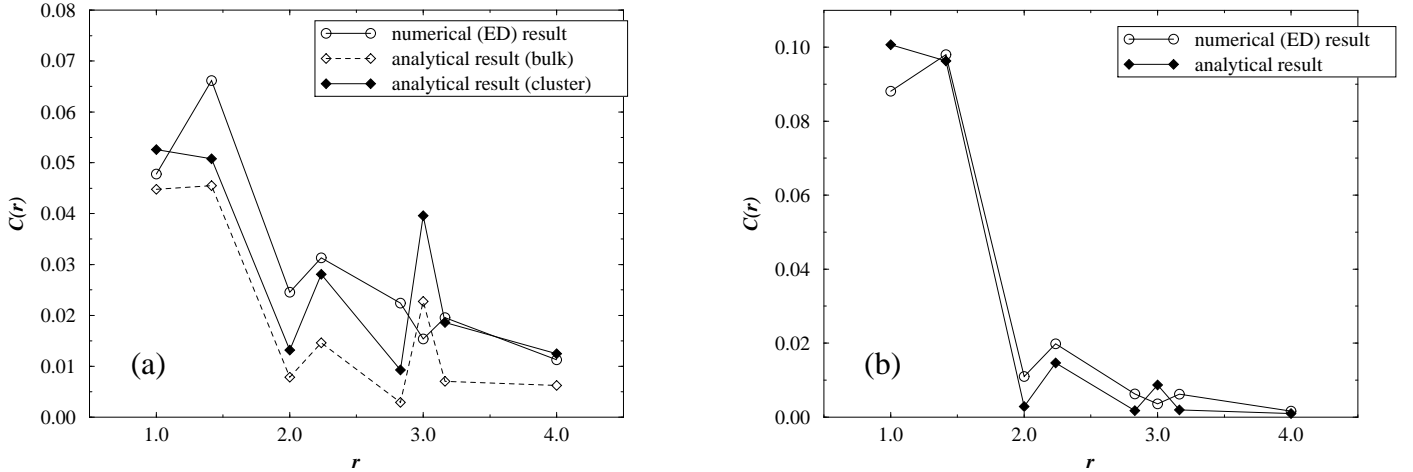 0.08
0.07
0.06
0.05
0.04
0.03
0.02
0.01
0.00
C(r)
numerical (ED) result
analytical result (bulk)
analytical result (cluster)
(a)
1.0 2.0 3.0 4.0
r
0.10
0.08
0.06
0.04
0.02
0.00
C(r)
numerical (ED) result
analytical result
(b)
1.0 2.0 3.0 4.0
r